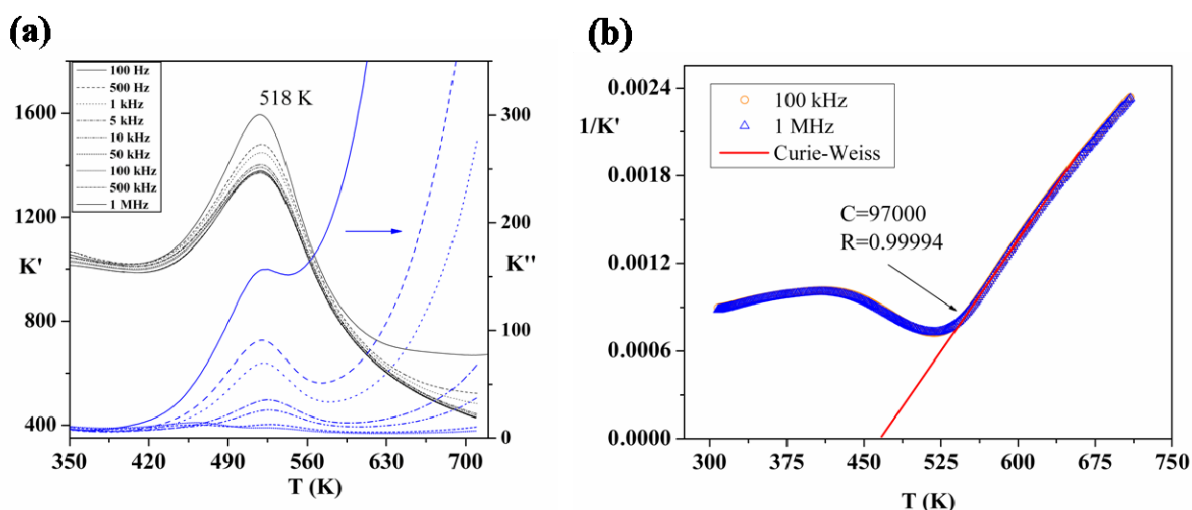 (a)
100 Hz
500 Hz
1 kHz
5 kHz
10 kHz
50 kHz
100 kHz
500 kHz
1 MHz
518 K
1600
1200
K'
800
400
300
200
K''
100
0
350 420 490 560 630 700
T (K)
(b)
100 kHz
1 MHz
Curie-Weiss
C=97000
R=0.99994
0.0024
1/K'
0.0018
0.0012
0.0006
0.0000
300 375 450 525 600 675 750
T (K)